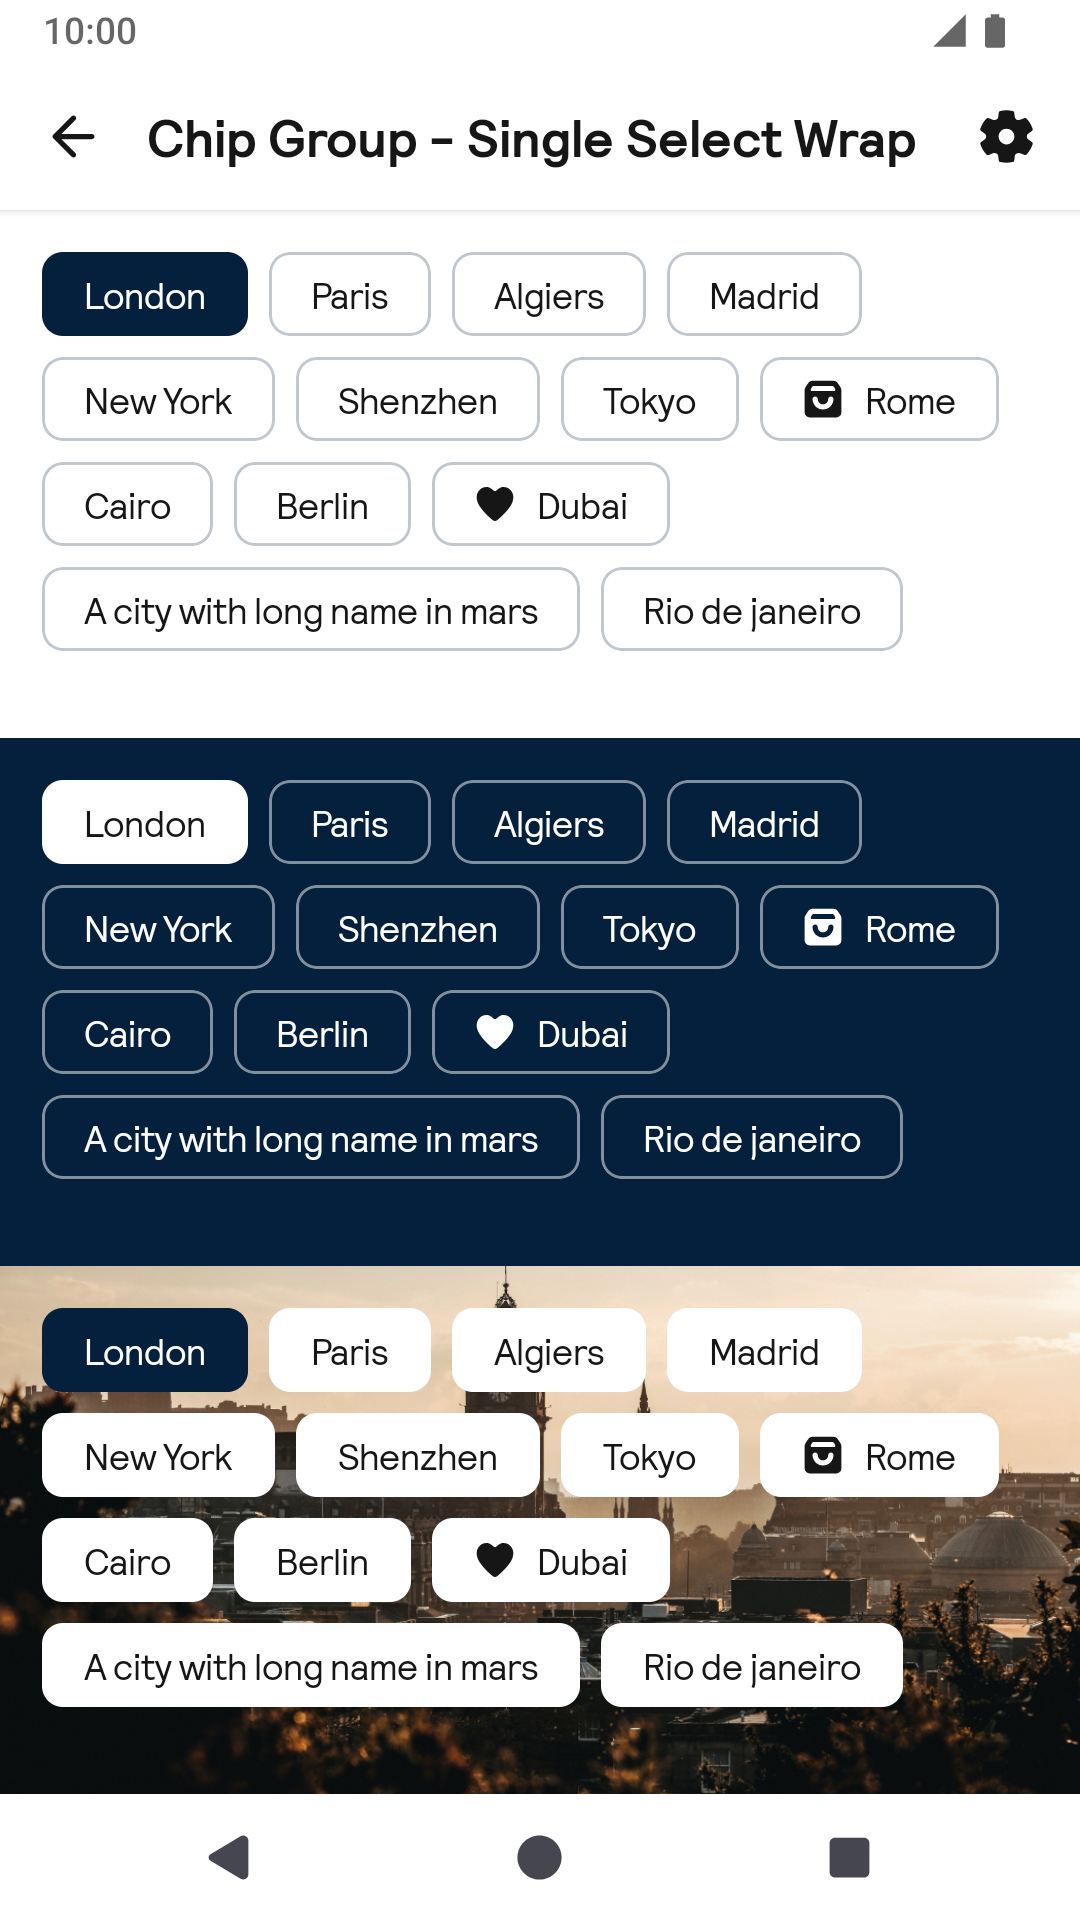 10:00
Chip Group - Single Select Wrap
London Paris Algiers Madrid
New York Shenzhen Tokyo Rome
Cairo Berlin Dubai
A city with long name in mars Rio de janeiro
London Paris Algiers Madrid
New York Shenzhen Tokyo Rome
Cairo Berlin Dubai
A city with long name in mars Rio de janeiro
London Paris Algiers Madrid
New York Shenzhen Tokyo Rome
Cairo Berlin Dubai
A city with long name in mars Rio de janeiro